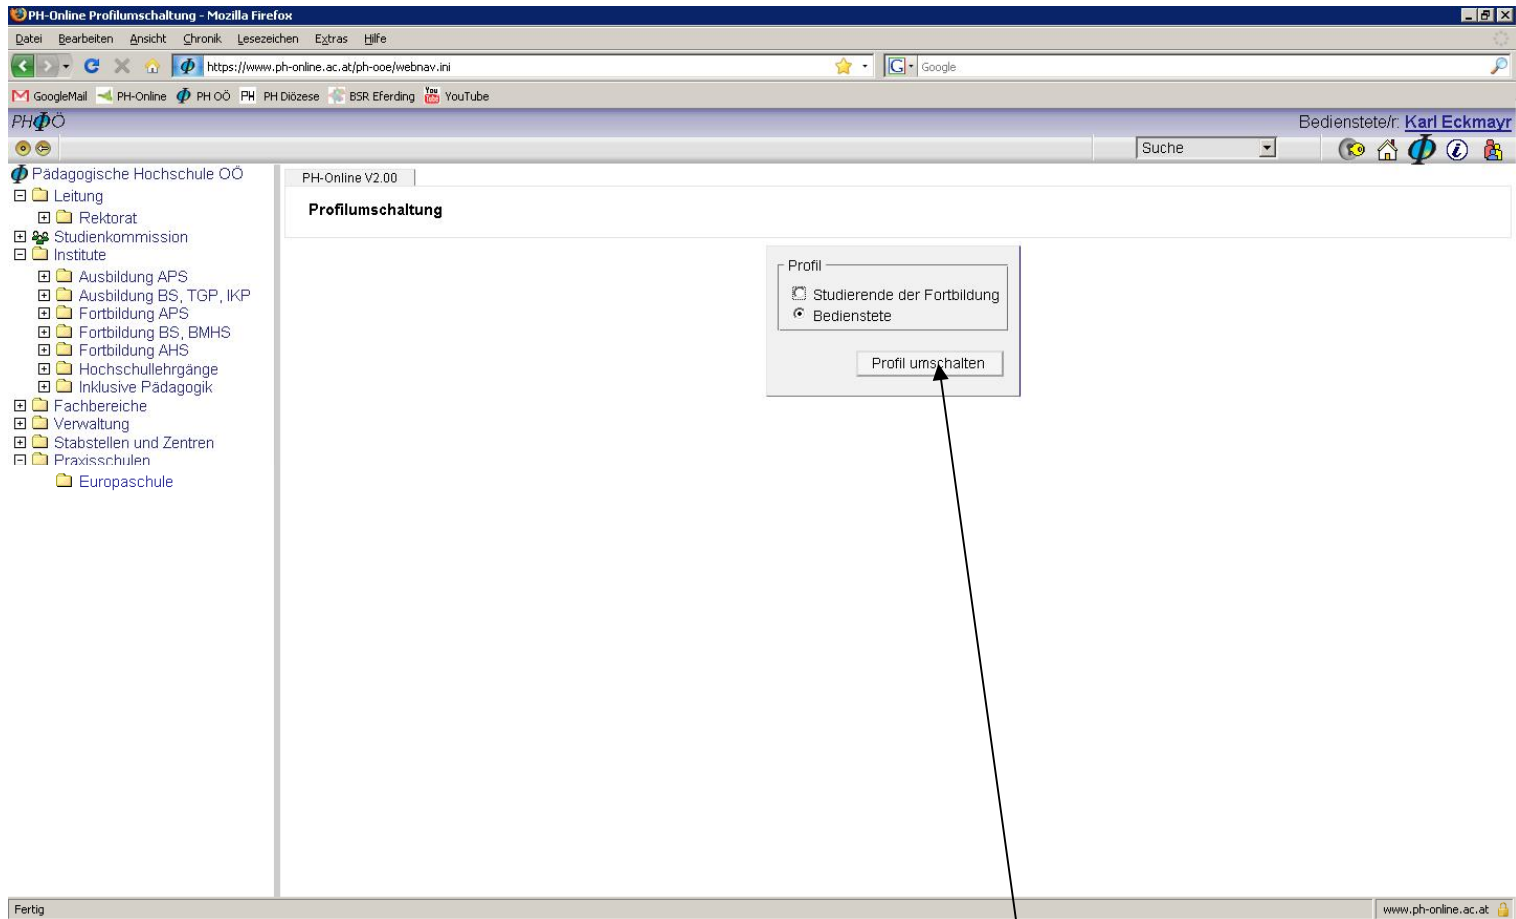 PH-Online Profilumschaltung - Mozilla Firefox
Datei Bearbeiten Ansicht Chronik Lesezeichen Extras Hilfe
https://www.ph-online.ac.at/ph-ooe/webnav.ini
Google
GoogleMail PH-Online PH OÖ PH PH Diözese BSR Eferding YouTube
PHΦÖ
Bedienstete/r: Karl Eckmayr
Suche
Pädagogische Hochschule OÖ
Leitung
Rektorat
Studienkommission
Institute
Ausbildung APS
Ausbildung BS, TGP, IKP
Fortbildung APS
Fortbildung BS, BMHS
Fortbildung AHS
Hochschullehrgänge
Inklusive Pädagogik
Fachbereiche
Verwaltung
Stabstellen und Zentren
Praxisschulen
Europaschule
PH-Online V2.00
Profilumschaltung
Profil
Studierende der Fortbildung
Bedienstete
Profil umschalten
Fertig
www.ph-online.ac.at